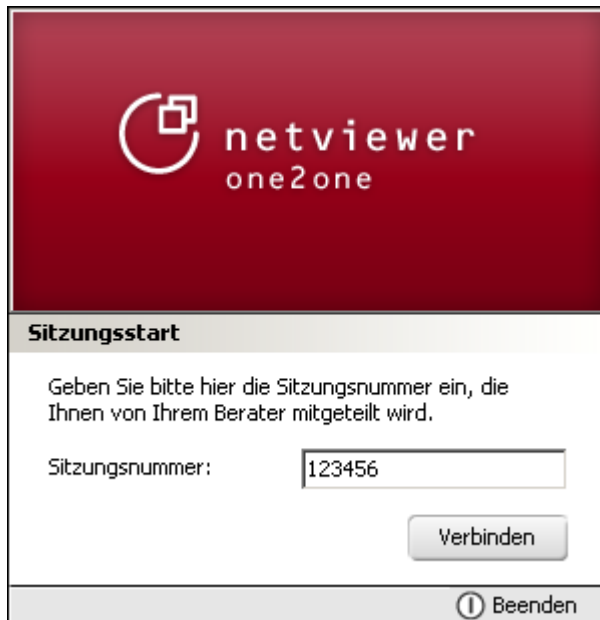 netviewer
one2one
Sitzungsstart
Geben Sie bitte hier die Sitzungsnummer ein, die
Ihnen von Ihrem Berater mitgeteilt wird.
Sitzungsnummer: 123456
Verbinden
Beenden